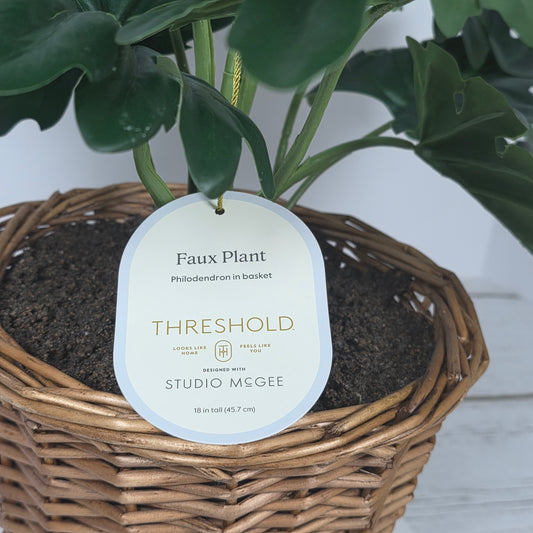 Faux Plant
Philodendron in basket
THRESHOLD
LOOKS LIKE HOME
FEELS LIKE YOU
DESIGNED WITH
STUDIO McGEE
18 in tall (45.7 cm)